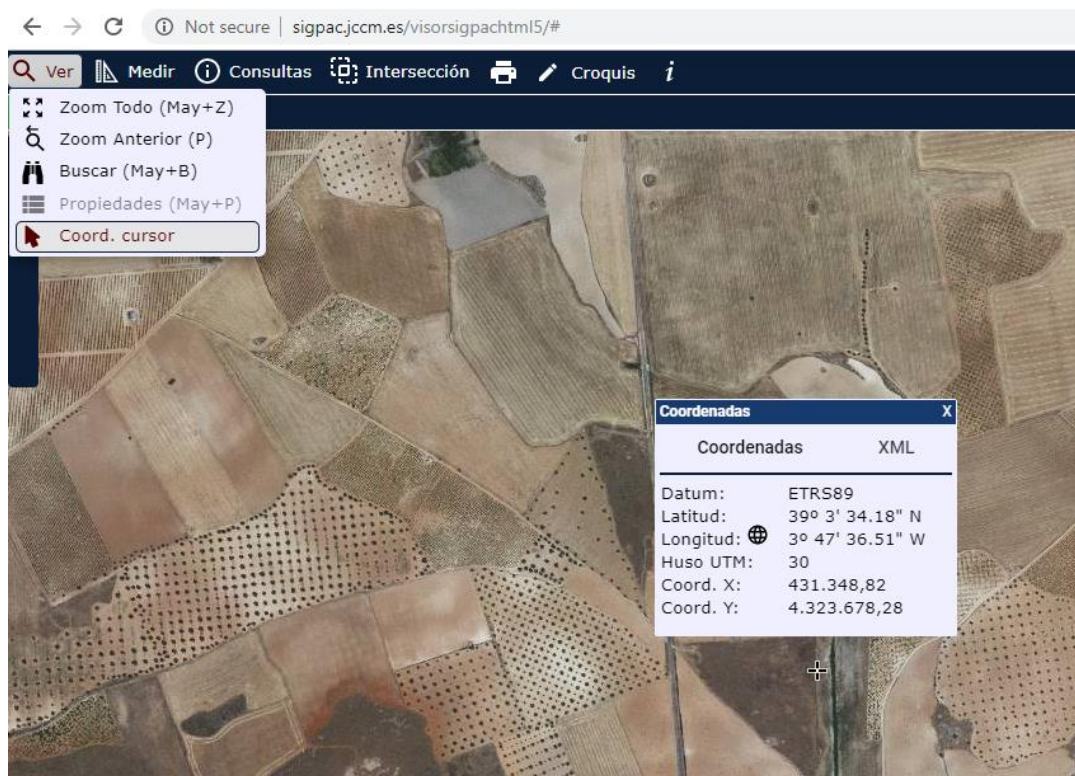 Not secure | sigpac.jccm.es/visorsigpachtml5/#
Ver Medir Consultas Intersección Croquis i
Zoom Todo (May+Z)
Zoom Anterior (P)
Buscar (May+B)
Propiedades (May+P)
Coord. cursor
Coordenadas X
Coordenadas XML
Datum: ETRS89
Latitud: 39º 3' 34.18" N
Longitud: 3º 47' 36.51" W
Huso UTM: 30
Coord. X: 431.348,82
Coord. Y: 4.323.678,28